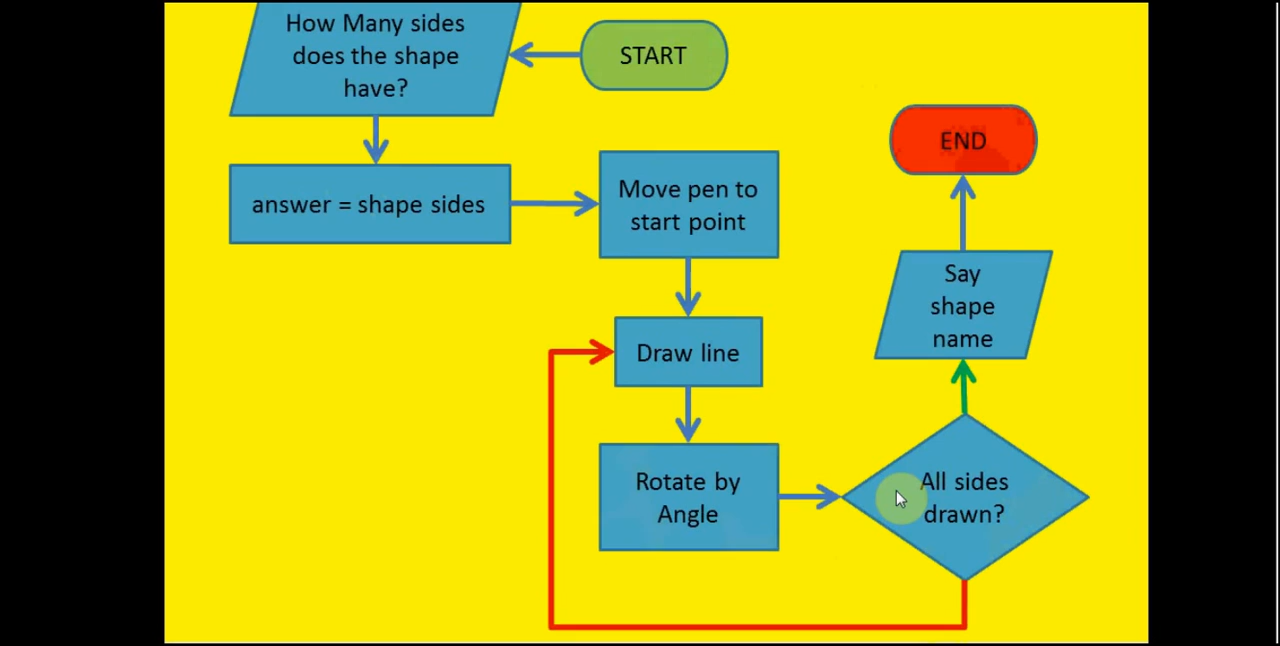 START
How Many sides
does the shape
have?
answer = shape sides
Move pen to
start point
Draw line
Rotate by
Angle
All sides
drawn?
Say
shape
name
END